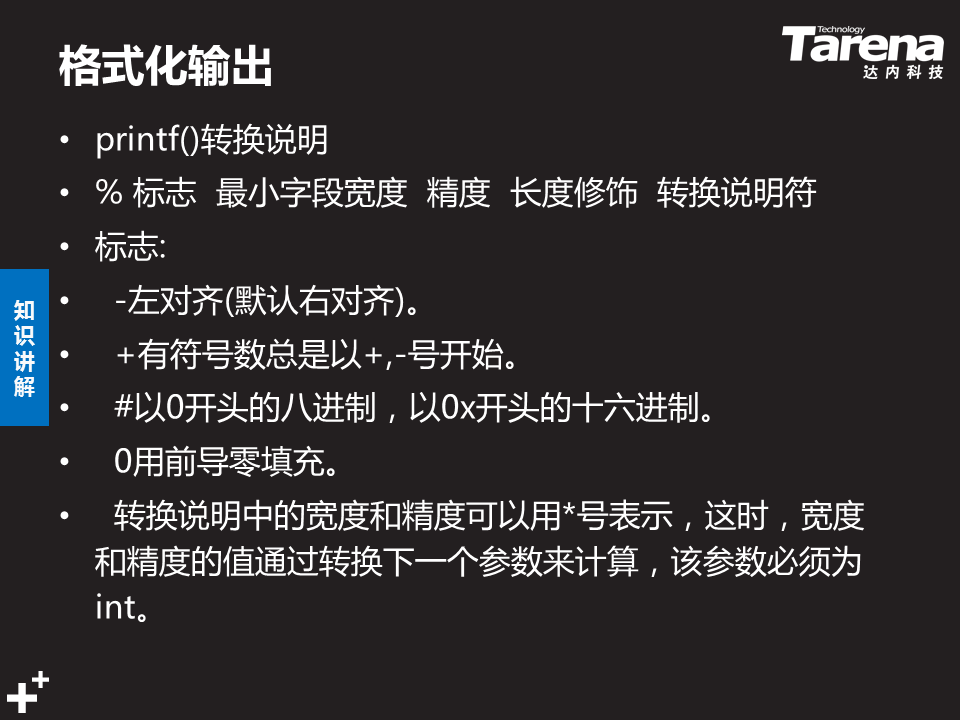 格式化输出
Technology
Tarena
达内科技
• printf()转换说明
• % 标志 最小字段宽度 精度 长度修饰 转换说明符
• 标志:
• -左对齐(默认右对齐)。
• +有符号数总是以+,-号开始。
• #以0开头的八进制，以0x开头的十六进制。
• 0用前导零填充。
• 转换说明中的宽度和精度可以用*号表示，这时，宽度
和精度的值通过转换下一个参数来计算，该参数必须为
int。
知
识
讲
解